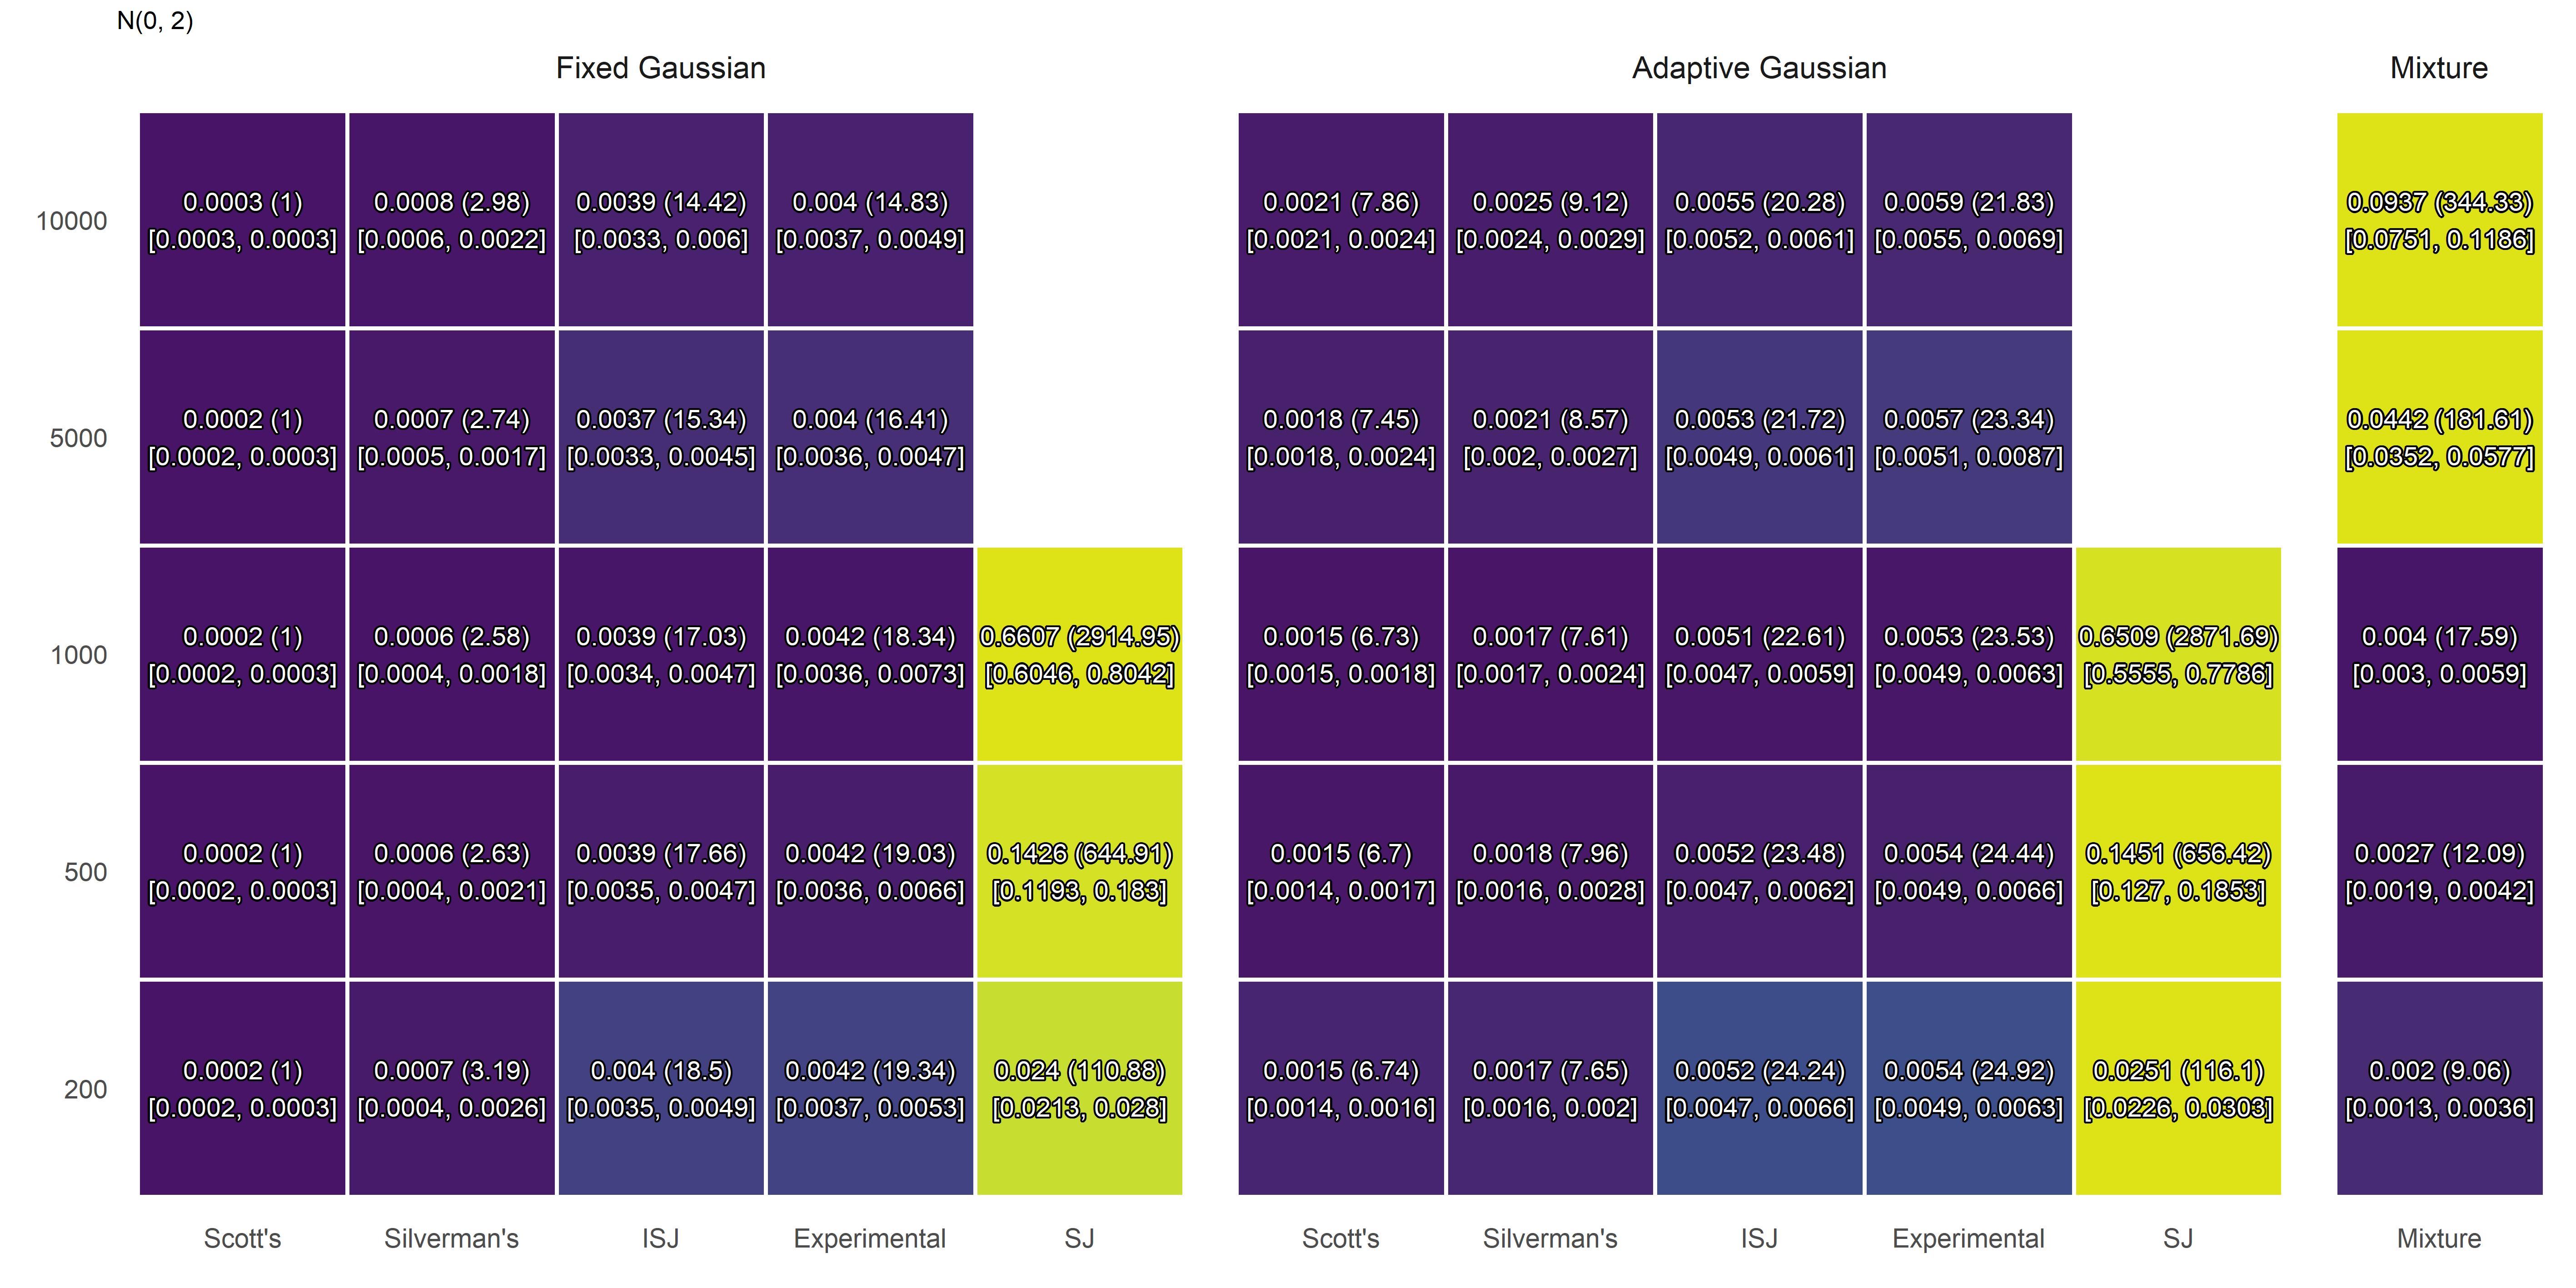 N(0, 2)
Fixed Gaussian Adaptive Gaussian Mixture
0.0003 (1) 0.0008 (2.98) 0.0039 (14.42) 0.004 (14.83) 0.0021 (7.86) 0.0025 (9.12) 0.0055 (20.28) 0.0059 (21.83) 0.0937 (344.33)
10000
[0.0003, 0.0003] [0.0006, 0.0022] [0.0033, 0.006] [0.0037, 0.0049] [0.0021, 0.0024] [0.0024, 0.0029] [0.0052, 0.0061] [0.0055, 0.0069] [0.0751, 0.1186]
0.0002 (1) 0.0007 (2.74) 0.0037 (15.34) 0.004 (16.41) 0.0018 (7.45) 0.0021 (8.57) 0.0053 (21.72) 0.0057 (23.34) 0.0442 (181.61)
5000
[0.0002, 0.0003] [0.0005, 0.0017] [0.0033, 0.0045] [0.0036, 0.0047] [0.0018, 0.0024] [0.002, 0.0027] [0.0049, 0.0061] [0.0051, 0.0087] [0.0352, 0.0577]
0.0002 (1) 0.0006 (2.58) 0.0039 (17.03) 0.0042 (18.34) 0.6607 (2914.95) 0.0015 (6.73) 0.0017 (7.61) 0.0051 (22.61) 0.0053 (23.53) 0.6509 (2871.69) 0.004 (17.59)
1000
[0.0002, 0.0003] [0.0004, 0.0018] [0.0034, 0.0047] [0.0036, 0.0073] [0.6046, 0.8042] [0.0015, 0.0018] [0.0017, 0.0024] [0.0047, 0.0059] [0.0049, 0.0063] [0.5555, 0.7786] [0.003, 0.0059]
0.0002 (1) 0.0006 (2.63) 0.0039 (17.66) 0.0042 (19.03) 0.1426 (644.91) 0.0015 (6.7) 0.0018 (7.96) 0.0052 (23.48) 0.0054 (24.44) 0.1451 (656.42) 0.0027 (12.09)
500
[0.0002, 0.0003] [0.0004, 0.0021] [0.0035, 0.0047] [0.0036, 0.0066] [0.1193, 0.183] [0.0014, 0.0017] [0.0016, 0.0028] [0.0047, 0.0062] [0.0049, 0.0066] [0.127, 0.1853] [0.0019, 0.0042]
0.0002 (1) 0.0007 (3.19) 0.004 (18.5) 0.0042 (19.34) 0.024 (110.88) 0.0015 (6.74) 0.0017 (7.65) 0.0052 (24.24) 0.0054 (24.92) 0.0251 (116.1) 0.002 (9.06)
200
[0.0002, 0.0003] [0.0004, 0.0026] [0.0035, 0.0049] [0.0037, 0.0053] [0.0213, 0.028] [0.0014, 0.0016] [0.0016, 0.002] [0.0047, 0.0066] [0.0049, 0.0063] [0.0226, 0.0303] [0.0013, 0.0036]
Scott's Silverman's ISJ Experimental SJ Scott's Silverman's ISJ Experimental SJ Mixture